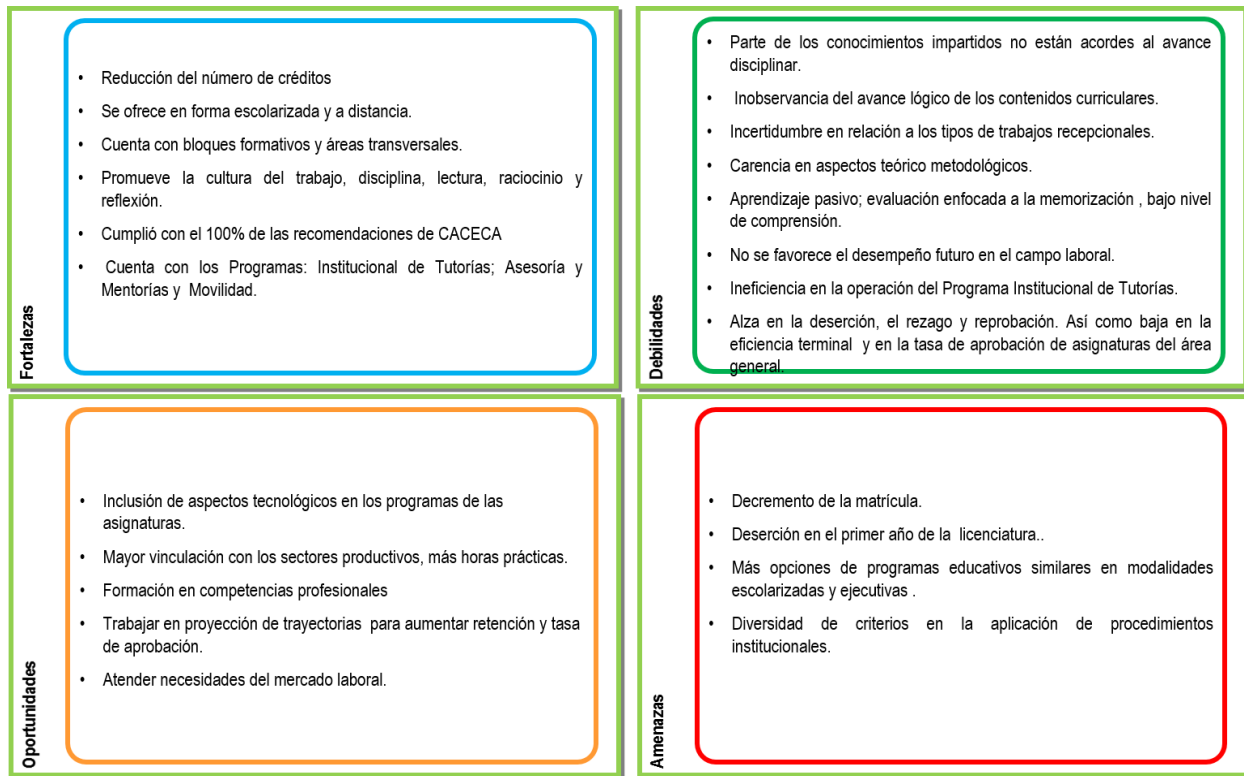 • Reducción del número de créditos
• Se ofrece en forma escolarizada y a distancia.
• Cuenta con bloques formativos y áreas transversales.
• Promueve la cultura del trabajo, disciplina, lectura, raciocinio y
reflexión.
• Cumplió con el 100% de las recomendaciones de CACECA
• Cuenta con los Programas: Institucional de Tutorías; Asesoría y
Mentorías y Movilidad.
Fortalezas
• Parte de los conocimientos impartidos no están acordes al avance
disciplinar.
• Inobservancia del avance lógico de los contenidos curriculares.
• Incertidumbre en relación a los tipos de trabajos recepcionales.
• Carencia en aspectos teórico metodológicos.
• Aprendizaje pasivo; evaluación enfocada a la memorización , bajo nivel
de comprensión.
• No se favorece el desempeño futuro en el campo laboral.
• Ineficiencia en la operación del Programa Institucional de Tutorías.
• Alza en la deserción, el rezago y reprobación. Así como baja en la
eficiencia terminal y en la tasa de aprobación de asignaturas del área
general.
Debilidades
• Inclusión de aspectos tecnológicos en los programas de las
asignaturas.
• Mayor vinculación con los sectores productivos, más horas prácticas.
• Formación en competencias profesionales
• Trabajar en proyección de trayectorias para aumentar retención y tasa
de aprobación.
• Atender necesidades del mercado laboral.
Oportunidades
• Decremento de la matrícula.
• Deserción en el primer año de la licenciatura..
• Más opciones de programas educativos similares en modalidades
escolarizadas y ejecutivas .
• Diversidad de criterios en la aplicación de procedimientos
institucionales.
Amenazas